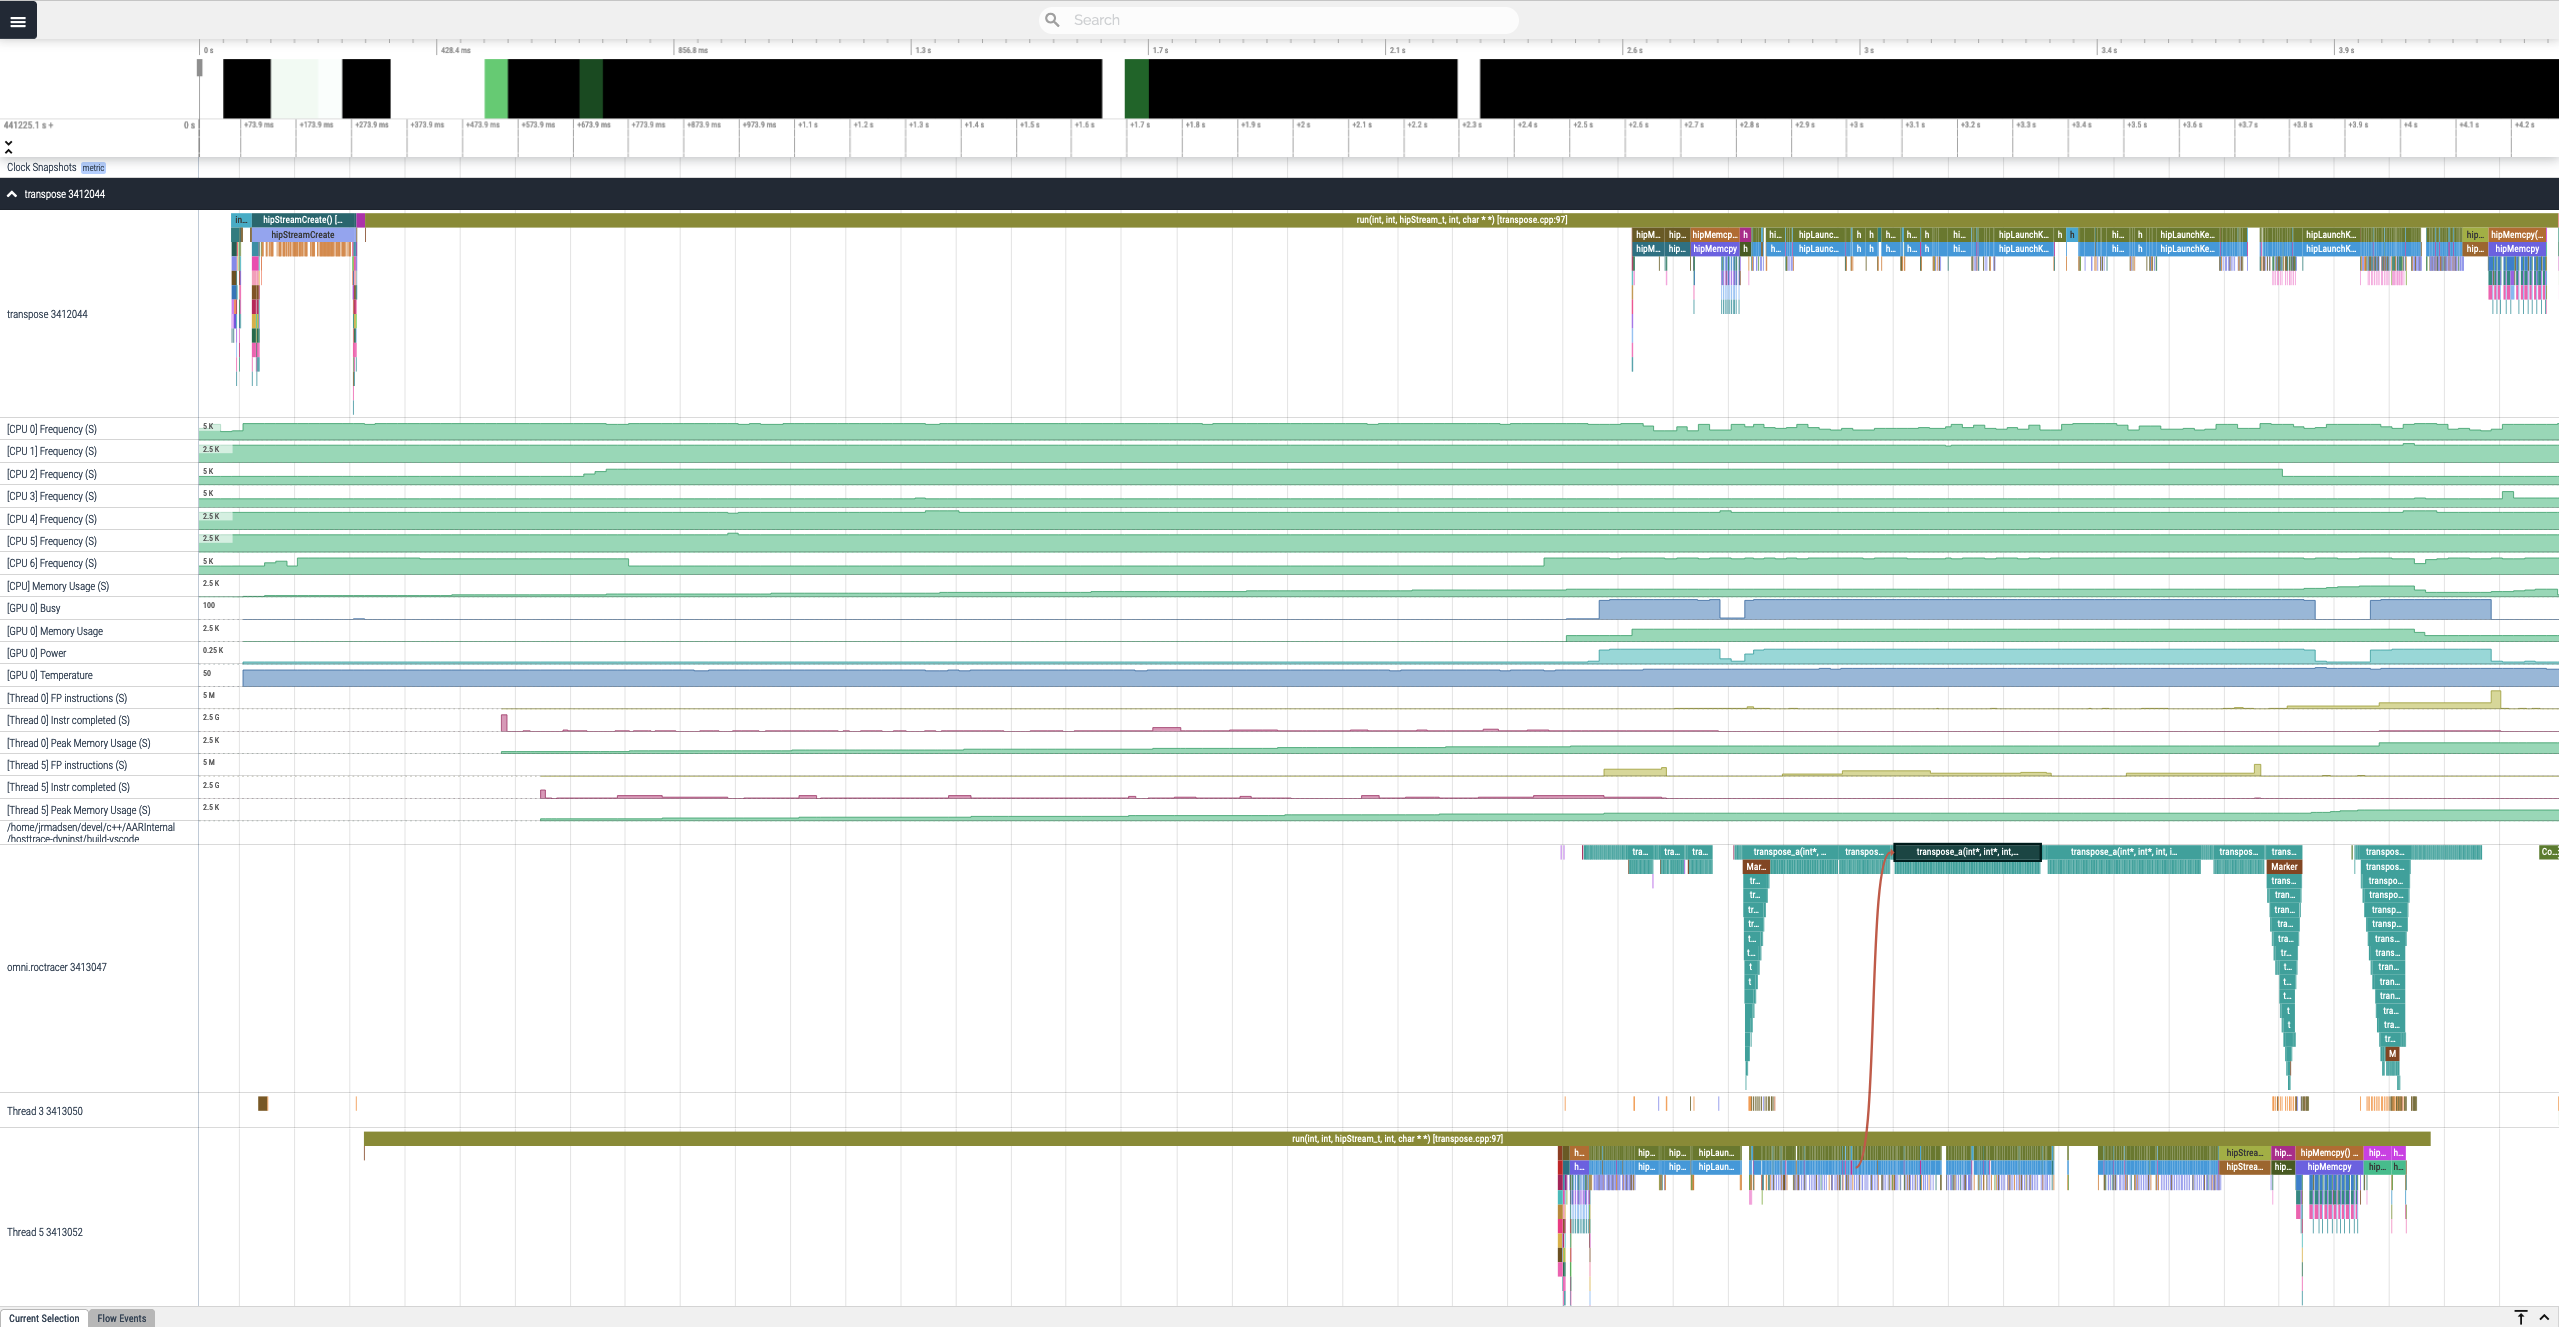 Search
0 s 428.4 ms 856.8 ms 1.3 s 1.7 s 2.1 s 2.6 s 3 s 3.4 s 3.9 s
441225.1 s + 0 s +73.9 ms +173.9 ms +273.9 ms +373.9 ms +473.9 ms +573.9 ms +673.9 ms +773.9 ms +873.9 ms +973.9 ms +1.1 s +1.2 s +1.3 s +1.4 s +1.5 s +1.6 s +1.7 s +1.8 s +1.9 s +2 s +2.1 s +2.2 s +2.3 s +2.4 s +2.5 s +2.6 s +2.7 s +2.8 s +2.9 s +3 s +3.1 s +3.2 s +3.3 s +3.4 s +3.5 s +3.6 s +3.7 s +3.8 s +3.9 s +4 s +4.1 s +4.2 s
Clock Snapshots metric
transpose 3412044
in... hipStreamCreate() [... run(int, int, hipStream_t, int, char * *) [transpose.cpp:97]
hipStreamCreate hipM... hip... hipMemcp... h hi... hipLaunc... h h h... h... h hi... hipLaunchK... h h hi... h hipLaunchKe... hipLaunchK... hip... hipMemcpy(...
hipM... hip... hipMemcpy h h... hipLaunc... h h h... h... h hi... hipLaunchK... hi... h hipLaunchKe... hipLaunchK... hip... hipMemcpy
transpose 3412044
[CPU 0] Frequency (S) 5 K
[CPU 1] Frequency (S) 2.5 K
[CPU 2] Frequency (S) 5 K
[CPU 3] Frequency (S) 5 K
[CPU 4] Frequency (S) 2.5 K
[CPU 5] Frequency (S) 2.5 K
[CPU 6] Frequency (S) 5 K
[CPU] Memory Usage (S) 2.5 K
[GPU 0] Busy 100
[GPU 0] Memory Usage 2.5 K
[GPU 0] Power 0.25 K
[GPU 0] Temperature 50
[Thread 0] FP instructions (S) 5 M
[Thread 0] Instr completed (S) 2.5 G
[Thread 0] Peak Memory Usage (S) 2.5 K
[Thread 5] FP instructions (S) 5 M
[Thread 5] Instr completed (S) 2.5 G
[Thread 5] Peak Memory Usage (S) 2.5 K
/home/jrmadsen/devel/c++/AARInternal
/hosttrace-dyninst/build-vscode
tra... tra... tra... transpose_a(int*, ... transpos... transpose_a(int*, int*, int,... transpose_a(int*, int*, int, i... transpos... trans... transpos... Co...
Mar... Marker transpos...
tr... trans... transpo...
tr... tran... transpo...
tr... tran... transp...
tr... tra... transp...
t... tra... trans...
t... tr... trans...
t t... tran...
t t... tran...
t... tran...
t tra...
t tra...
tr...
M
omni.roctracer 3413047
Thread 3 3413050
run(int, int, hipStream_t, int, char * *) [transpose.cpp:97]
h... hip... hip... hipLaun... hipStrea... hip... hipMemcpy() ... hip... h...
h... hip... hip... hipLaun... hipStrea... hip... hipMemcpy hip... h...
Thread 5 3413052
Current Selection Flow Events